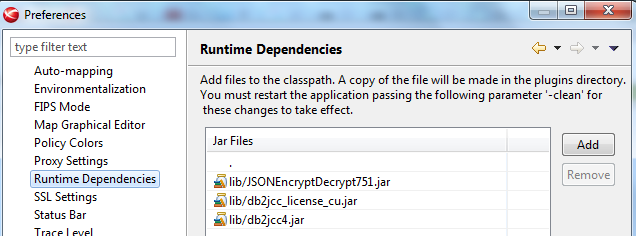 Preferences
type filter text
Auto-mapping
Environmentalization
FIPS Mode
Map Graphical Editor
Policy Colors
Proxy Settings
Runtime Dependencies
SSL Settings
Status Bar
Trace Level
Runtime Dependencies
Add files to the classpath. A copy of the file will be made in the plugins directory.
You must restart the application passing the following parameter '-clean' for
these changes to take effect.
Jar Files
.
lib/JSONEncryptDecrypt751.jar
lib/db2jcc_license_cu.jar
lib/db2jcc4.jar
Add
Remove